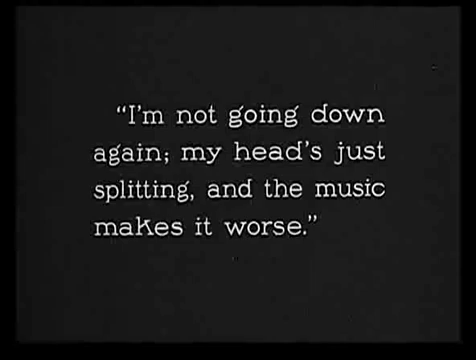 “I’m not going down
again; my head’s just
splitting, and the music
makes it worse.”